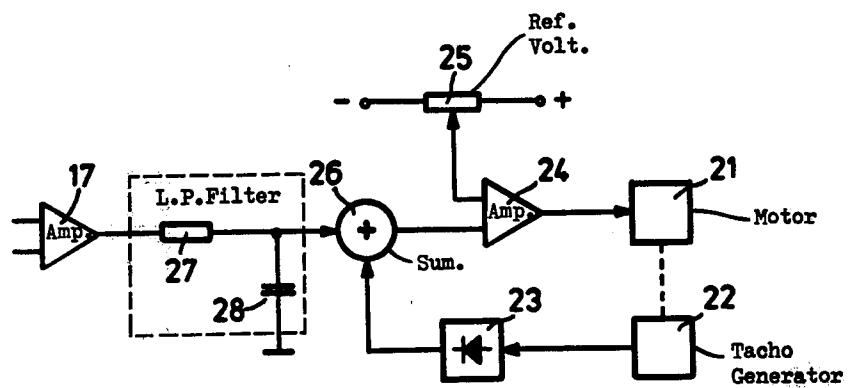 Ref.
Volt.
25
- +
17
L.P.Filter
26
24
21
Amp.
+
Amp.
Motor
27
Sum.
28
23
22
Tacho
Generator